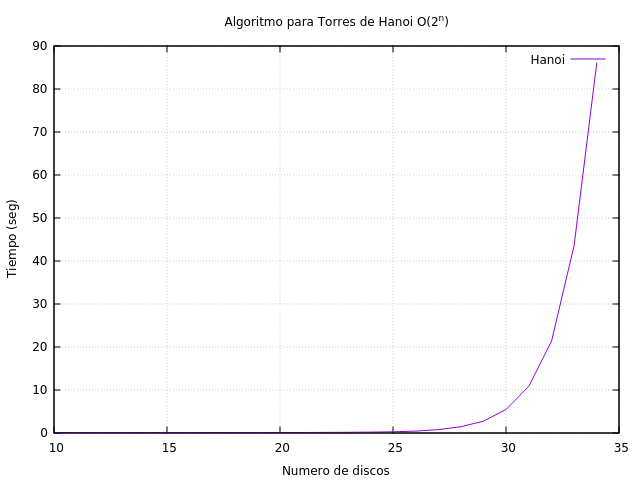 Algoritmo para Torres de Hanoi O(2ⁿ)
Hanoi
90
80
70
60
50
40
30
20
10
0
Tiempo (seg)
10 15 20 25 30 35
Numero de discos